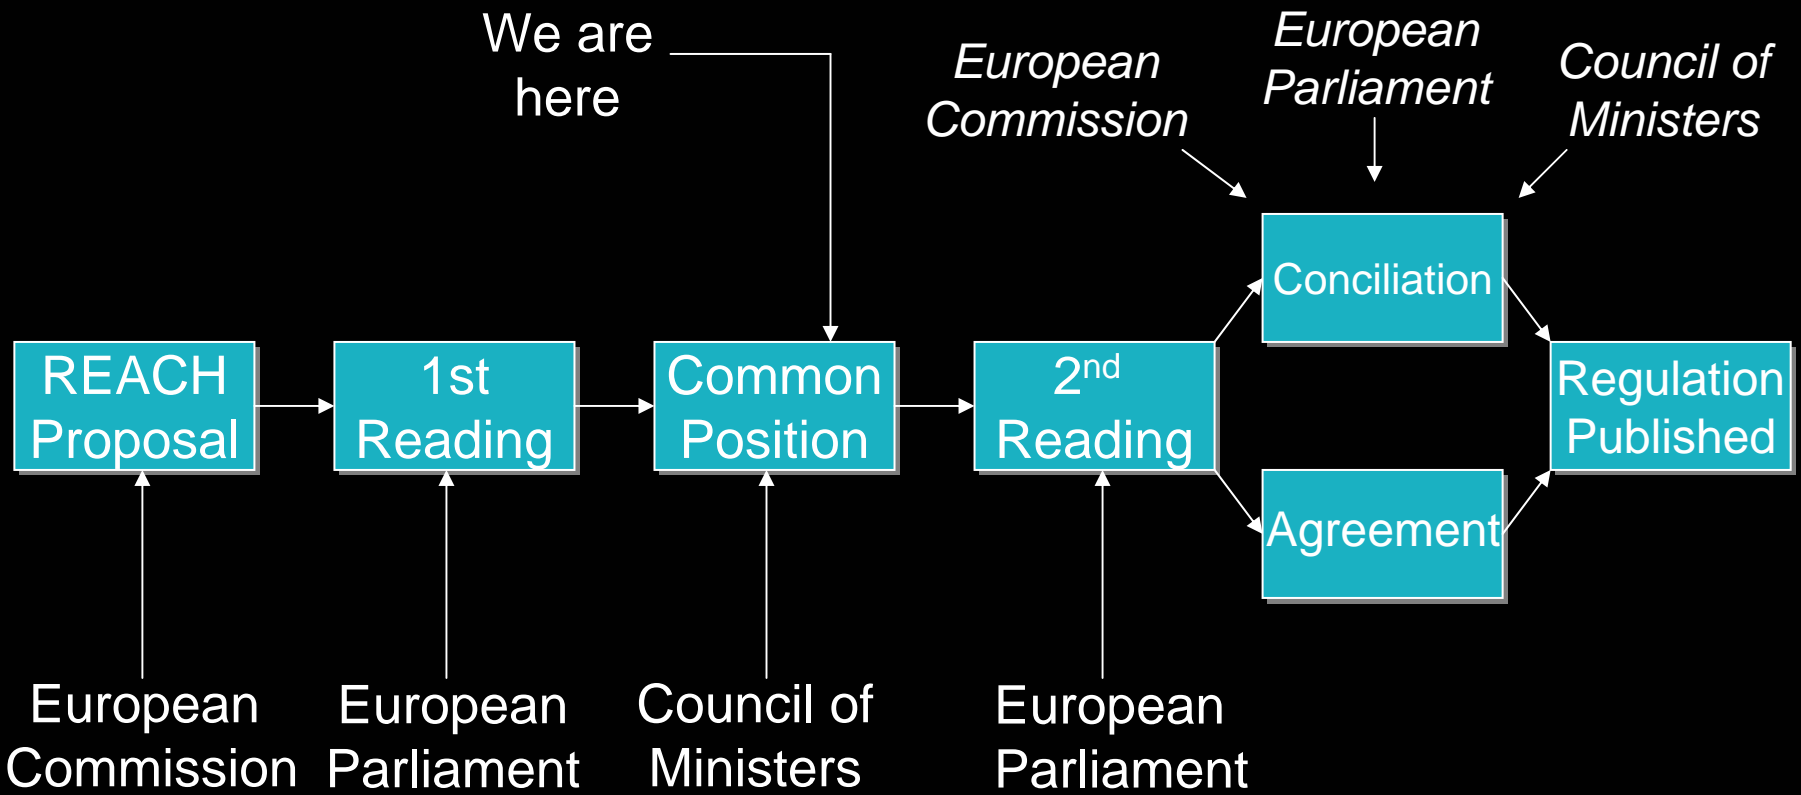 We are
here
European
Commission
European
Parliament
Council of
Ministers
Conciliation
REACH
Proposal
1st
Reading
Common
Position
2nd
Reading
Regulation
Published
Agreement
European
Commission
European
Parliament
Council of
Ministers
European
Parliament